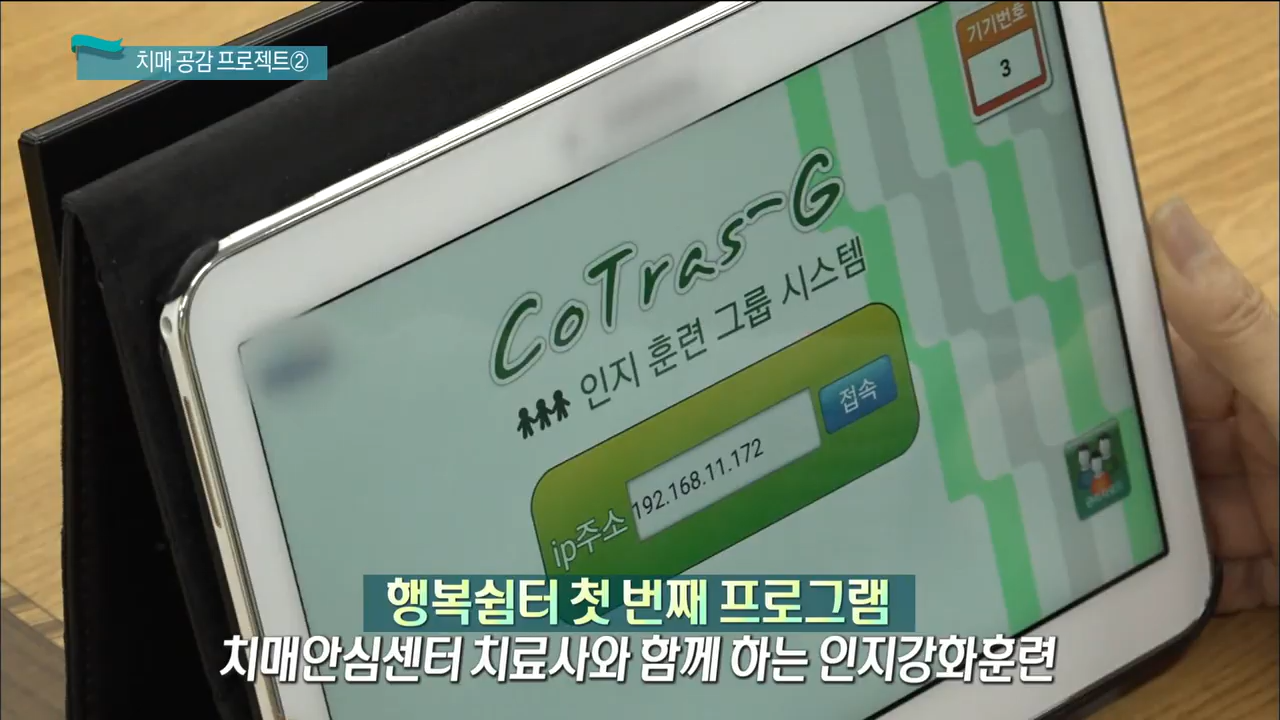 치매 공감 프로젝트②
기기번호
3
CoTras-G
인지 훈련 그룹 시스템
ip주소 192.168.11.172 접속
행복쉼터 첫 번째 프로그램
치매안심센터 치료사와 함께 하는 인지강화훈련